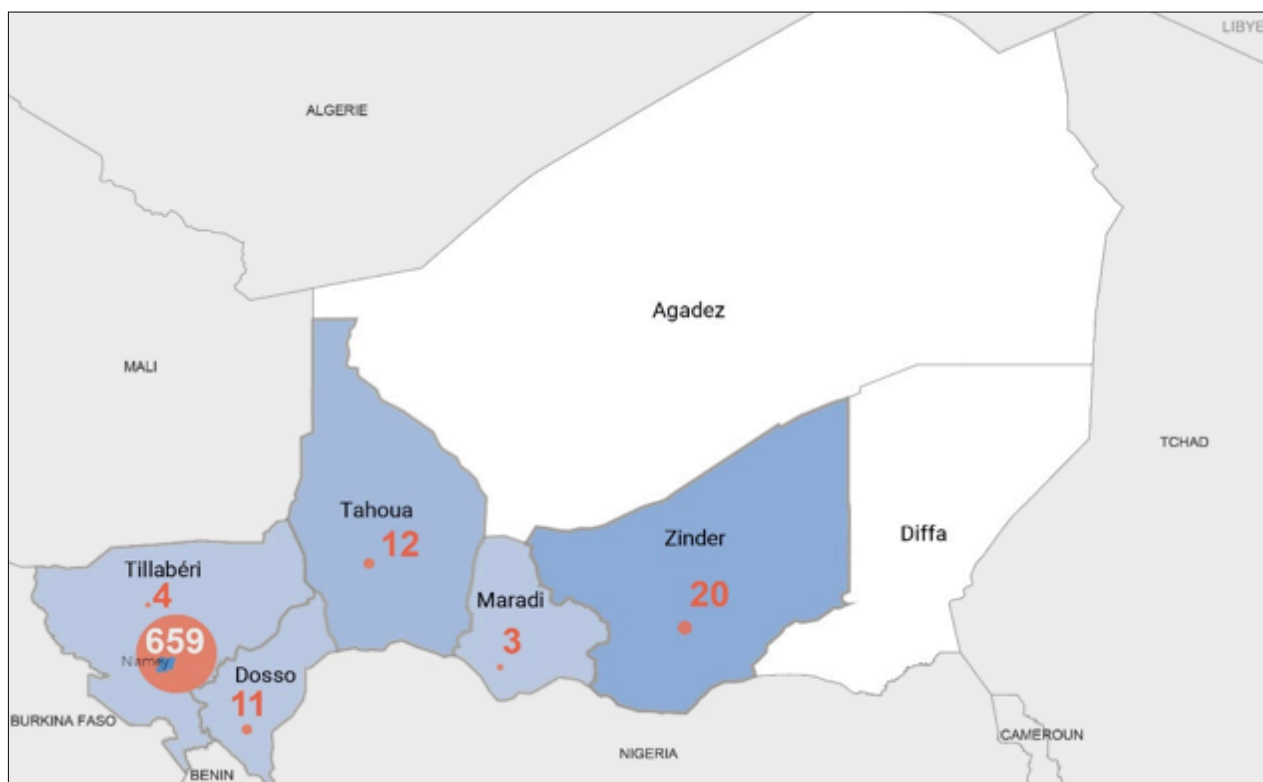 LIBYE
ALGERIE
Agadez
MALI
TCHAD
Tahoua
12
Zinder
Diffa
Tillabéri
4
20
Maradi
659
3
Niamey
Dosso
11
BURKINA FASO
CAMEROUN
NIGERIA
BENIN